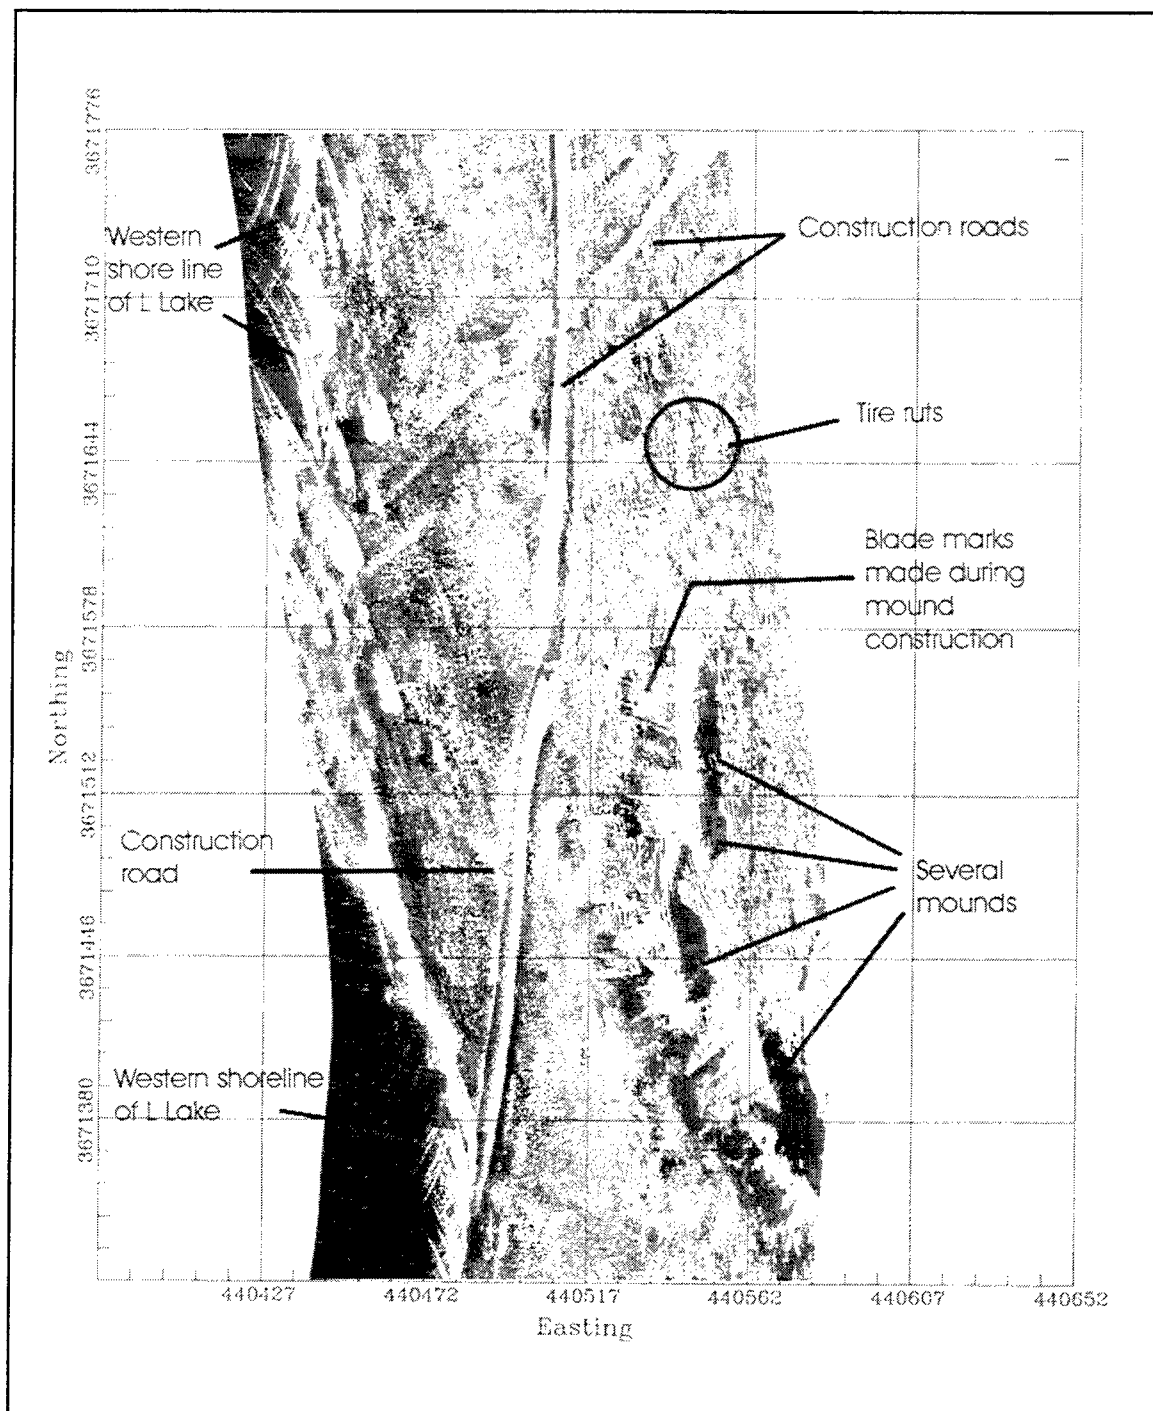 3671776
Western
shore line
of L Lake
Construction roads
3671710
Tire ruts
3671644
Blade marks
made during
mound
construction
3671578
Northing
3671512
Construction
road
Several
mounds
3671446
Western shoreline
of L Lake
3671380
440427
440472
440517
440562
440607
440652
Easting